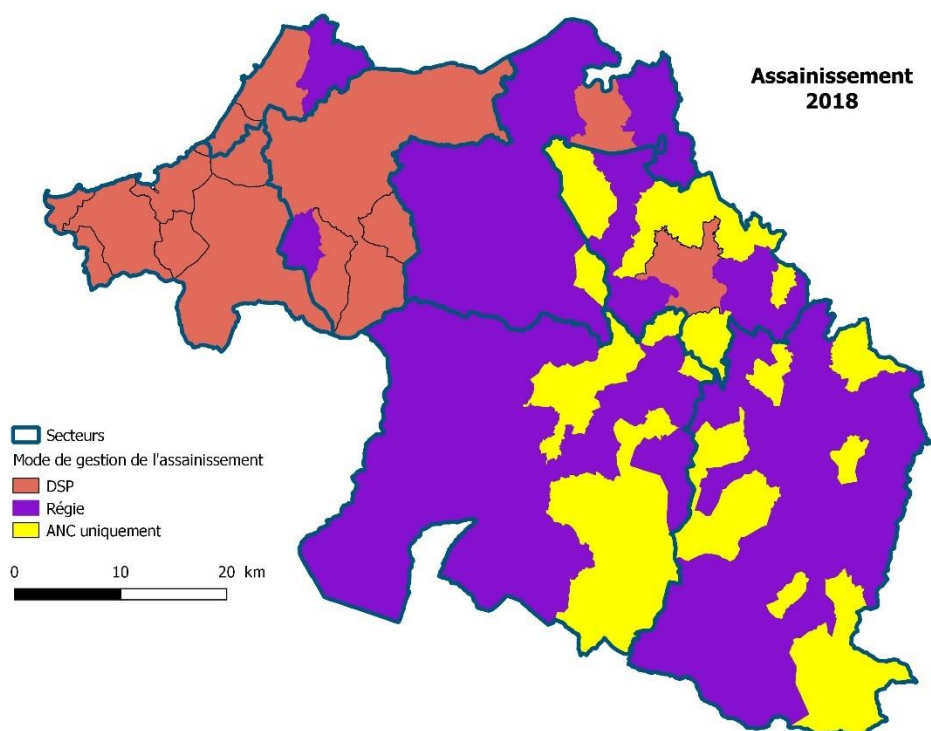 Assainissement
2018
Secteurs
Mode de gestion de l'assainissement
DSP
Régie
ANC uniquement
0 10 20 km